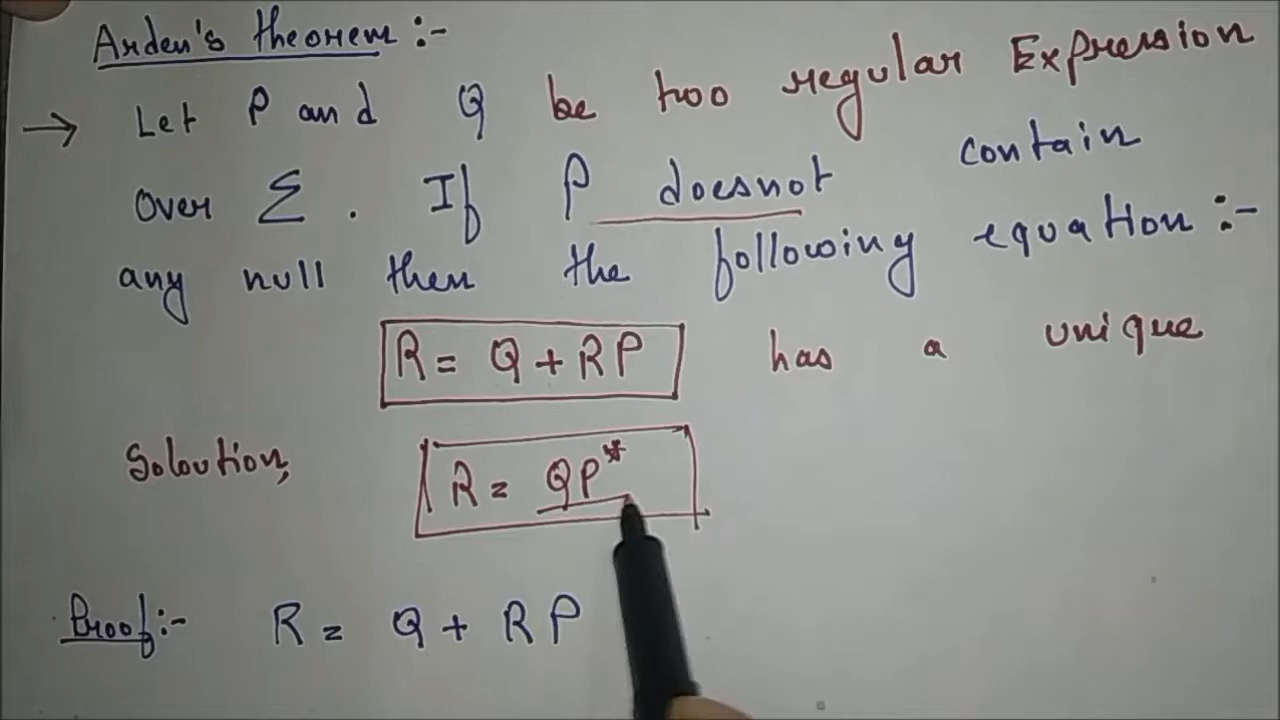 Arden's theorem :-
→ Let P and Q be two regular Expression
over Σ . If P doesnot contain
any null then the following equation :-
R = Q + RP has a unique
Soloution, R = QP*
Proof :- R = Q + RP